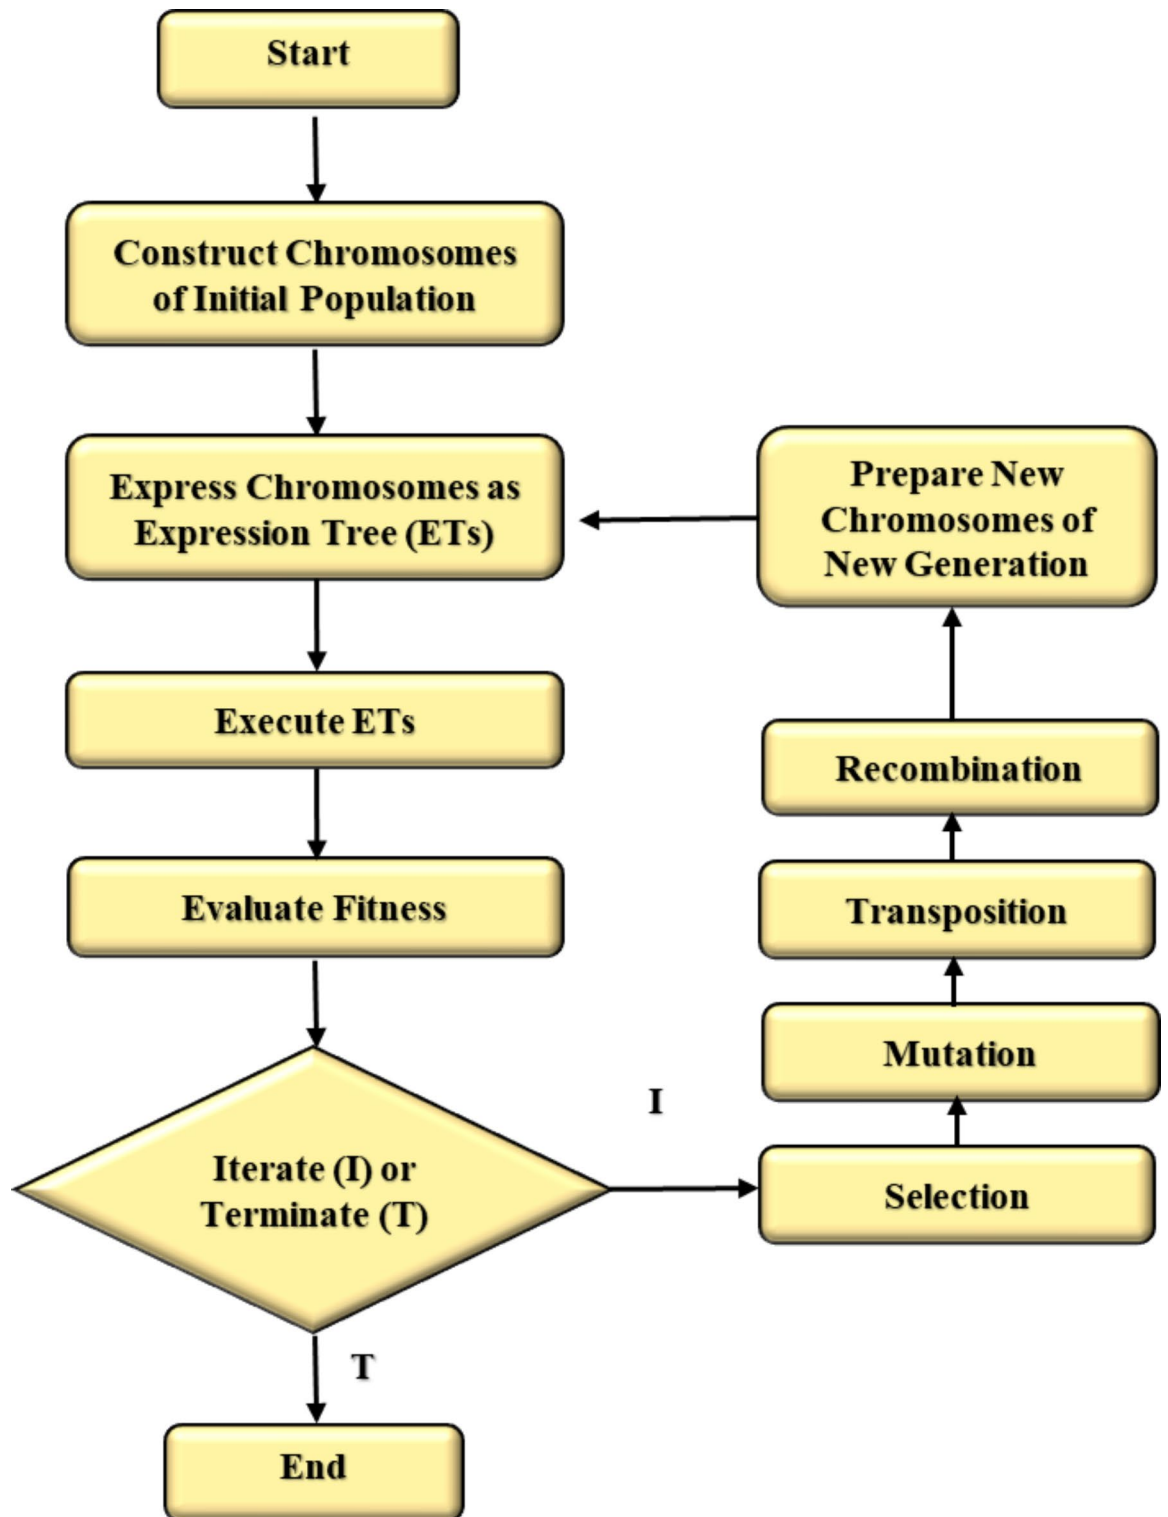 Start
Construct Chromosomes
of Initial Population
Express Chromosomes as
Expression Tree (ETs)
Prepare New
Chromosomes of
New Generation
Execute ETs
Recombination
Evaluate Fitness
Transposition
Mutation
I
Iterate (I) or
Terminate (T)
Selection
T
End